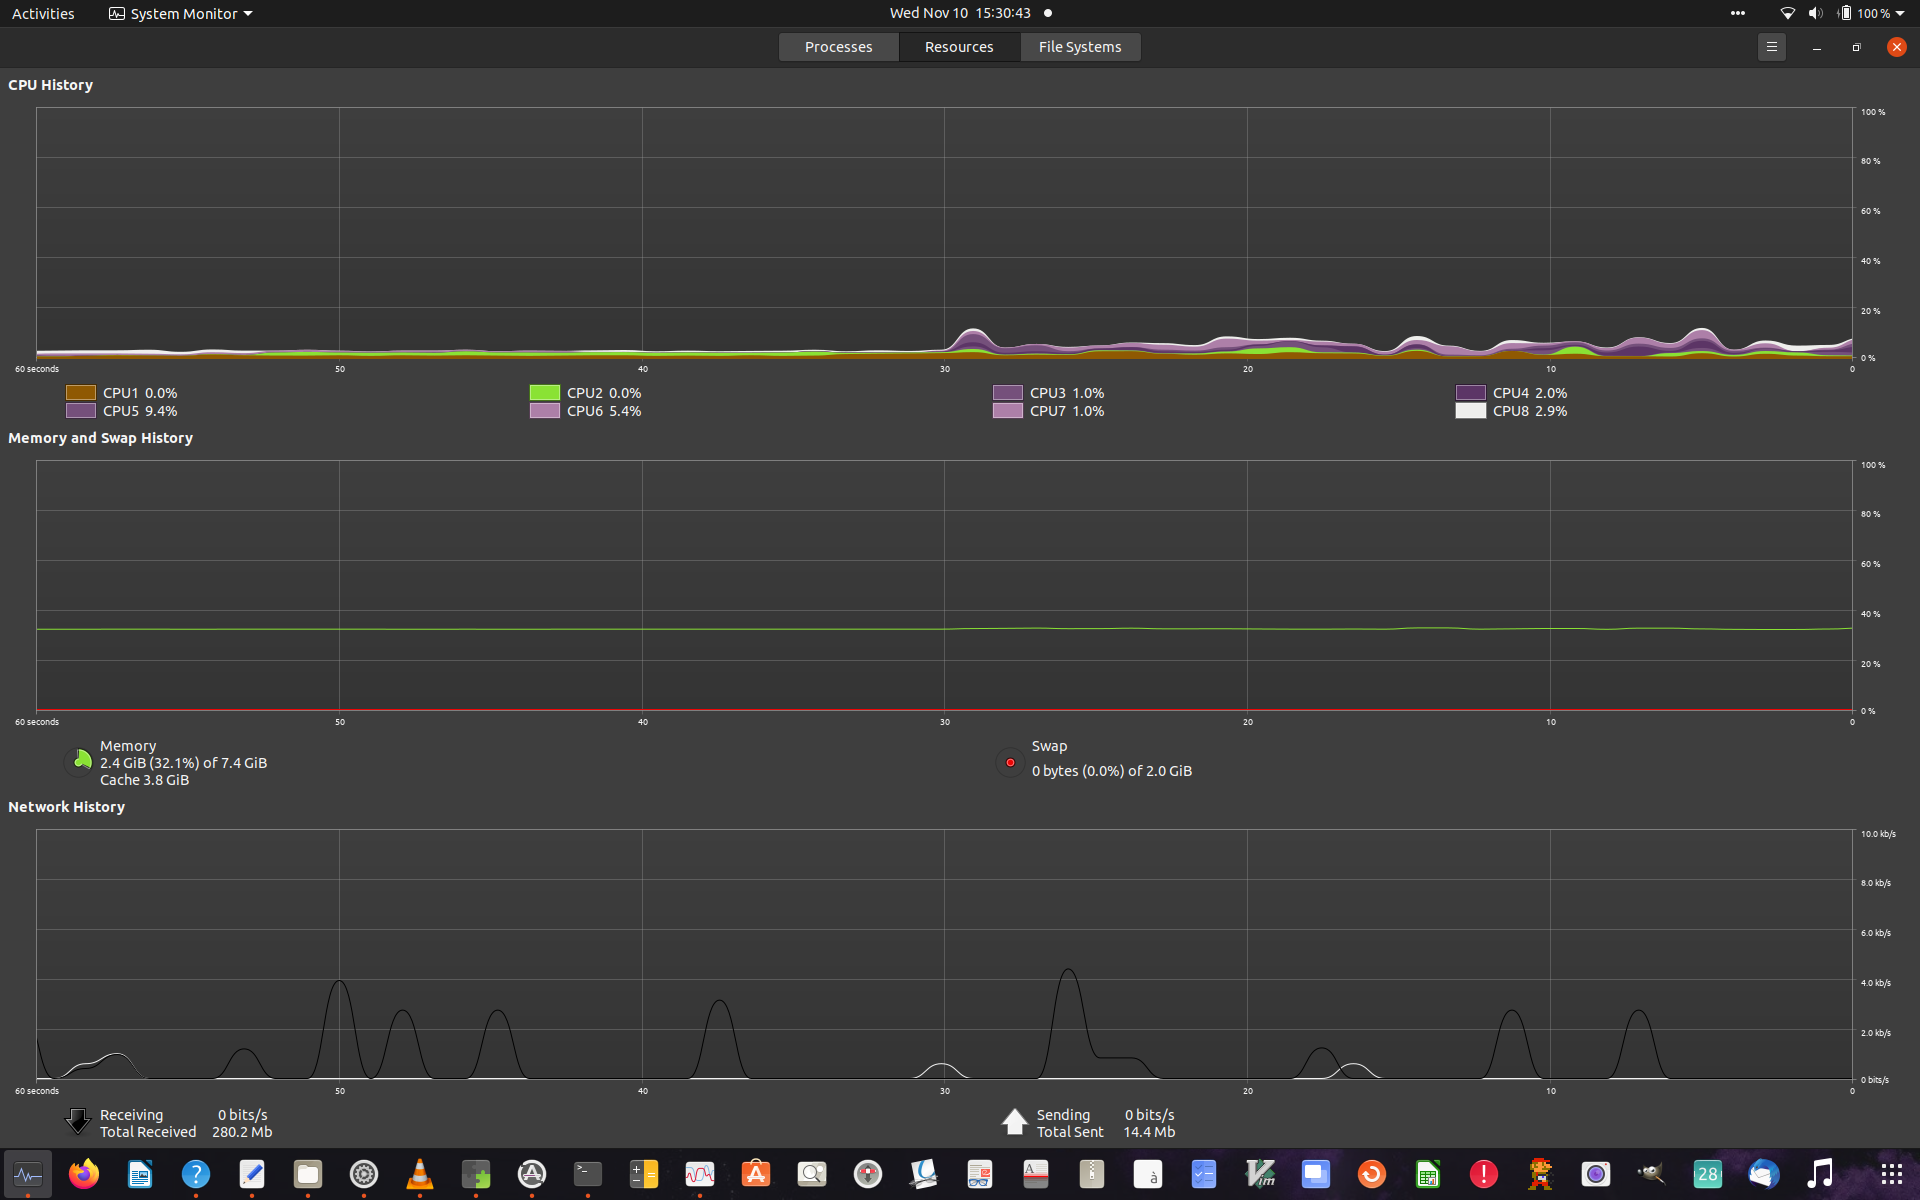 Activities
System Monitor
Wed Nov 10 15:30:43
100 %
Processes
Resources
File Systems
CPU History
100 %
80 %
60 %
40 %
20 %
0 %
60 seconds 50 40 30 20 10 0
CPU1 0.0% CPU2 0.0% CPU3 1.0% CPU4 2.0%
CPU5 9.4% CPU6 5.4% CPU7 1.0% CPU8 2.9%
Memory and Swap History
100 %
80 %
60 %
40 %
20 %
0 %
60 seconds 50 40 30 20 10 0
Memory
2.4 GiB (32.1%) of 7.4 GiB
Cache 3.8 GiB
Swap
0 bytes (0.0%) of 2.0 GiB
Network History
10.0 kb/s
8.0 kb/s
6.0 kb/s
4.0 kb/s
2.0 kb/s
0 bits/s
60 seconds 50 40 30 20 10 0
Receiving 0 bits/s
Total Received 280.2 Mb
Sending 0 bits/s
Total Sent 14.4 Mb
28